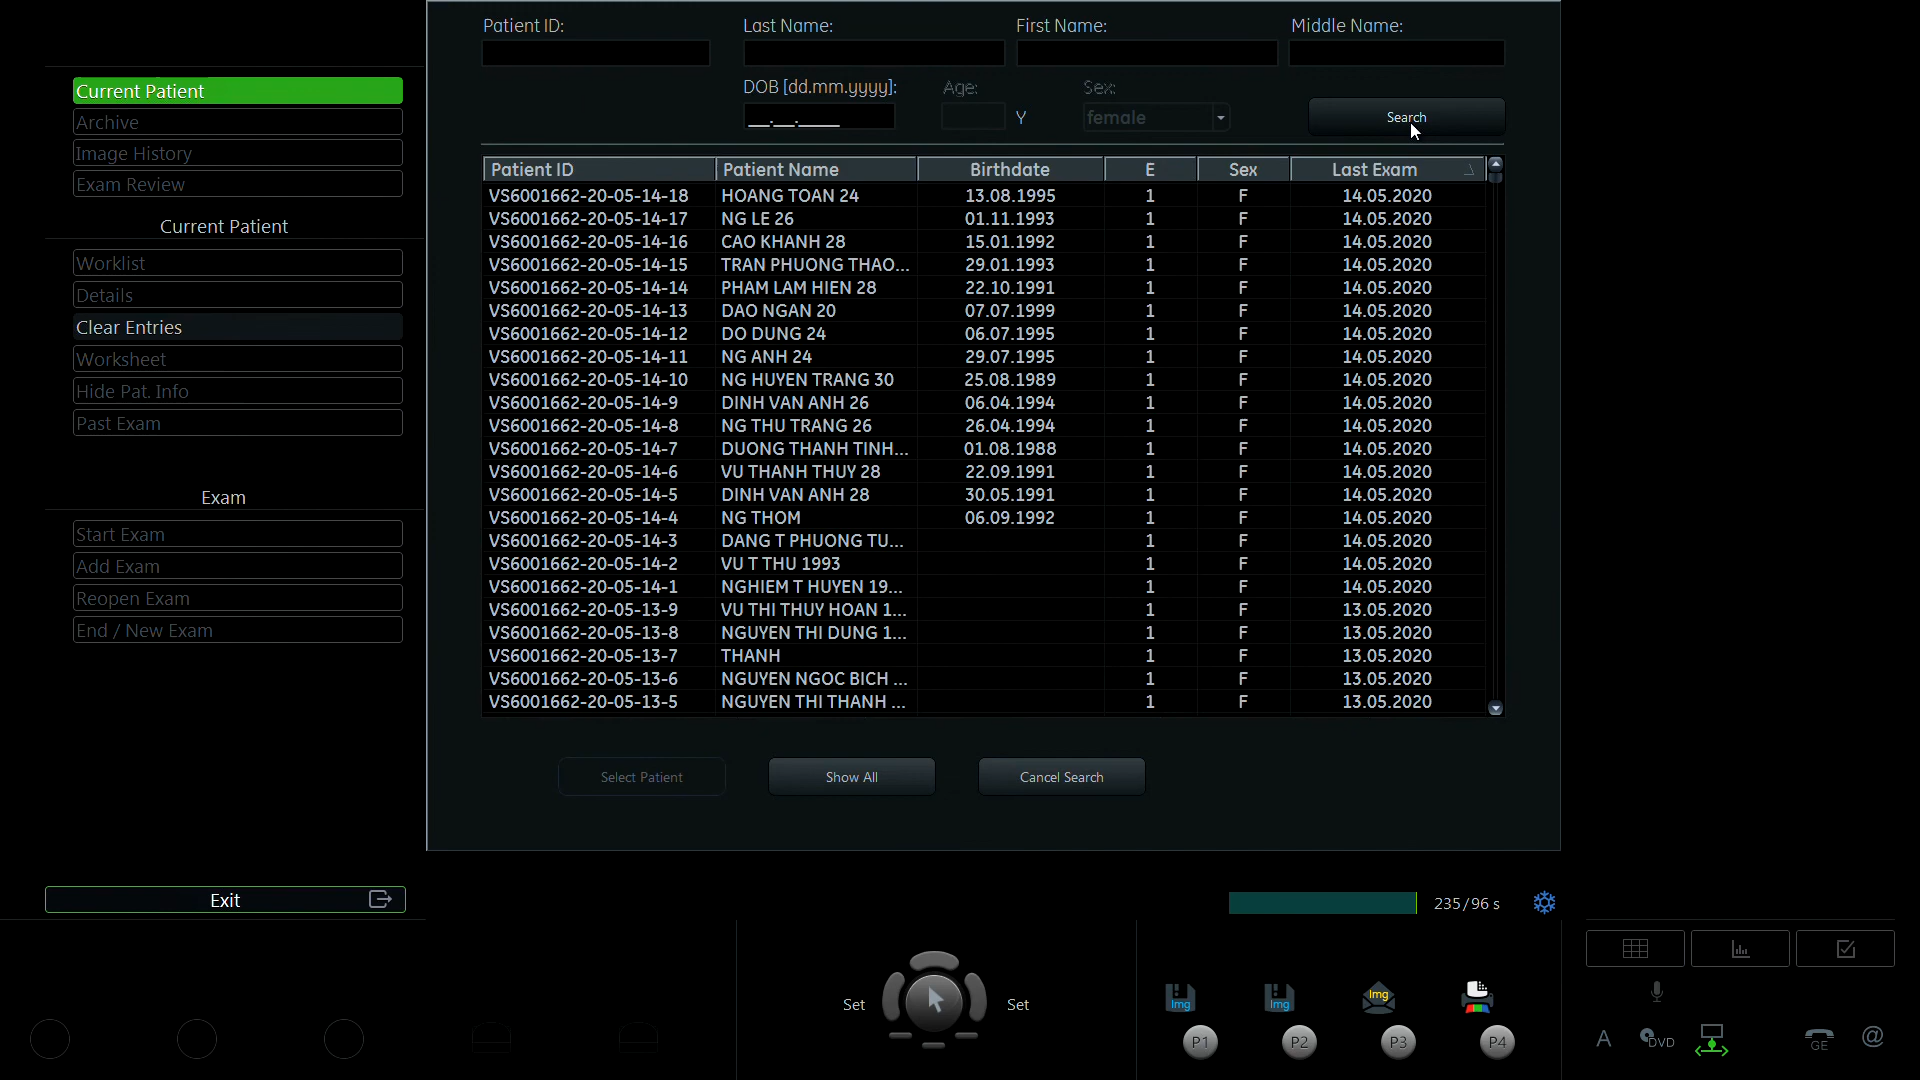 Patient ID:
Last Name:
First Name:
Middle Name:
DOB [dd.mm.yyyy]:
Age:
Y
Sex:
female
Search
Current Patient
Archive
Image History
Exam Review
Current Patient
Worklist
Details
Clear Entries
Worksheet
Hide Pat. Info
Past Exam
Exam
Start Exam
Add Exam
Reopen Exam
End / New Exam
Exit
Patient ID Patient Name Birthdate E Sex Last Exam
VS6001662-20-05-14-18 HOANG TOAN 24 13.08.1995 1 F 14.05.2020
VS6001662-20-05-14-17 NG LE 26 01.11.1993 1 F 14.05.2020
VS6001662-20-05-14-16 CAO KHANH 28 15.01.1992 1 F 14.05.2020
VS6001662-20-05-14-15 TRAN PHUONG THAO... 29.01.1993 1 F 14.05.2020
VS6001662-20-05-14-14 PHAM LAM HIEN 28 22.10.1991 1 F 14.05.2020
VS6001662-20-05-14-13 DAO NGAN 20 07.07.1999 1 F 14.05.2020
VS6001662-20-05-14-12 DO DUNG 24 06.07.1995 1 F 14.05.2020
VS6001662-20-05-14-11 NG ANH 24 29.07.1995 1 F 14.05.2020
VS6001662-20-05-14-10 NG HUYEN TRANG 30 25.08.1989 1 F 14.05.2020
VS6001662-20-05-14-9 DINH VAN ANH 26 06.04.1994 1 F 14.05.2020
VS6001662-20-05-14-8 NG THU TRANG 26 26.04.1994 1 F 14.05.2020
VS6001662-20-05-14-7 DUONG THANH TINH... 01.08.1988 1 F 14.05.2020
VS6001662-20-05-14-6 VU THANH THUY 28 22.09.1991 1 F 14.05.2020
VS6001662-20-05-14-5 DINH VAN ANH 28 30.05.1991 1 F 14.05.2020
VS6001662-20-05-14-4 NG THOM 06.09.1992 1 F 14.05.2020
VS6001662-20-05-14-3 DANG T PHUONG TU... 1 F 14.05.2020
VS6001662-20-05-14-2 VU T THU 1993 1 F 14.05.2020
VS6001662-20-05-14-1 NGHIEM T HUYEN 19... 1 F 14.05.2020
VS6001662-20-05-13-9 VU THI THUY HOAN 1... 1 F 13.05.2020
VS6001662-20-05-13-8 NGUYEN THI DUNG 1... 1 F 13.05.2020
VS6001662-20-05-13-7 THANH 1 F 13.05.2020
VS6001662-20-05-13-6 NGUYEN NGOC BICH ... 1 F 13.05.2020
VS6001662-20-05-13-5 NGUYEN THI THANH ... 1 F 13.05.2020
Select Patient
Show All
Cancel Search
235/96 s
Set
Set
Img
Img
Img
P1
P2
P3
P4
A
DVD
GE
@